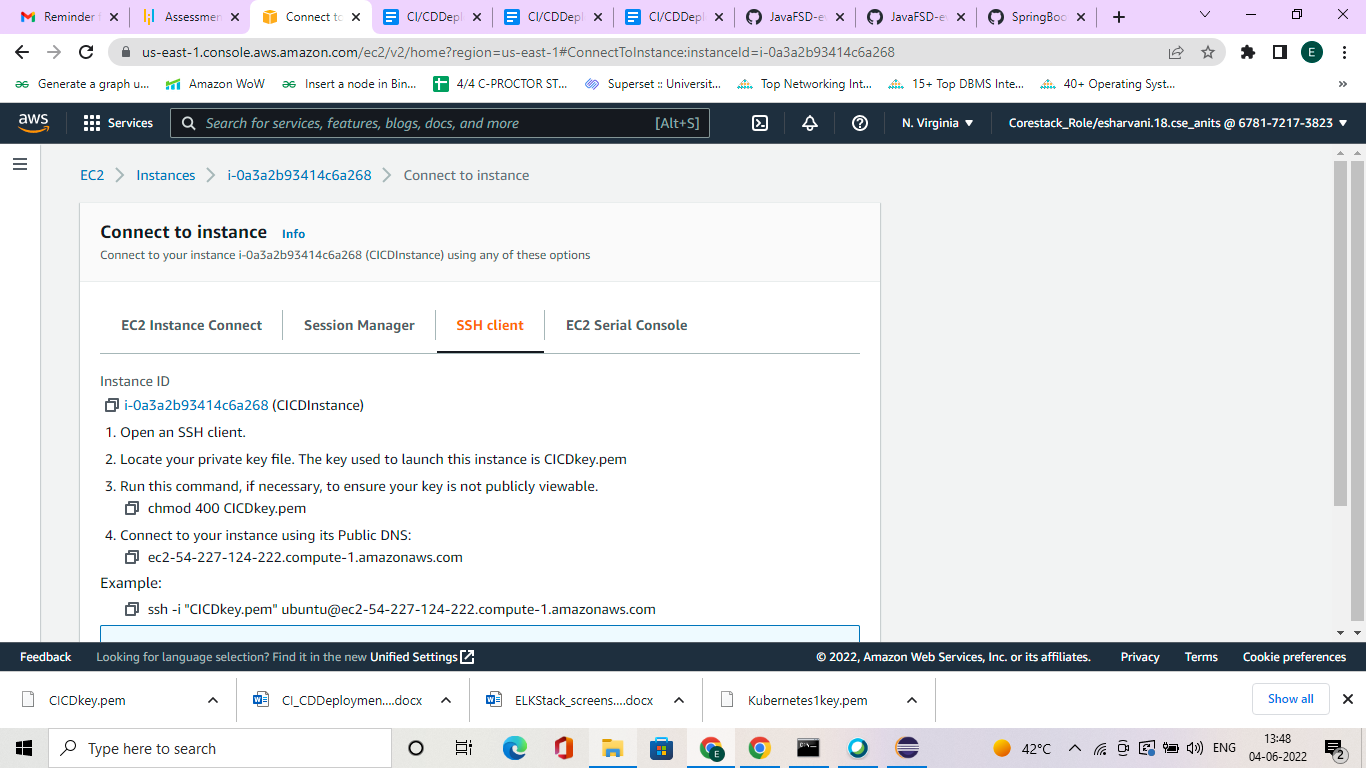 Reminder f
Assessmen
Connect to
CI/CDDepl
CI/CDDepl
CI/CDDepl
JavaFSD-ev
JavaFSD-ev
SpringBoo
us-east-1.console.aws.amazon.com/ec2/v2/home?region=us-east-1#ConnectToInstance:instanceId=i-0a3a2b93414c6a268
E
Generate a graph u...
Amazon WoW
Insert a node in Bin...
4/4 C-PROCTOR ST...
Superset :: Universit...
Top Networking Int...
15+ Top DBMS Inte...
40+ Operating Syst...
»
aws
Services
Search for services, features, blogs, docs, and more
[Alt+S]
N. Virginia
Corestack_Role/esharvani.18.cse_anits @ 6781-7217-3823
EC2
Instances
i-0a3a2b93414c6a268
Connect to instance
Connect to instance Info
Connect to your instance i-0a3a2b93414c6a268 (CICDInstance) using any of these options
EC2 Instance Connect
Session Manager
SSH client
EC2 Serial Console
Instance ID
i-0a3a2b93414c6a268 (CICDInstance)
1. Open an SSH client.
2. Locate your private key file. The key used to launch this instance is CICDkey.pem
3. Run this command, if necessary, to ensure your key is not publicly viewable.
chmod 400 CICDkey.pem
4. Connect to your instance using its Public DNS:
ec2-54-227-124-222.compute-1.amazonaws.com
Example:
ssh -i "CICDkey.pem" ubuntu@ec2-54-227-124-222.compute-1.amazonaws.com
Feedback
Looking for language selection? Find it in the new Unified Settings
© 2022, Amazon Web Services, Inc. or its affiliates.
Privacy
Terms
Cookie preferences
CICDkey.pem
CI_CDDeploymen....docx
ELKStack_screens....docx
Kubernetes1key.pem
Show all
Type here to search
E
42°C
ENG
13:48
04-06-2022
2